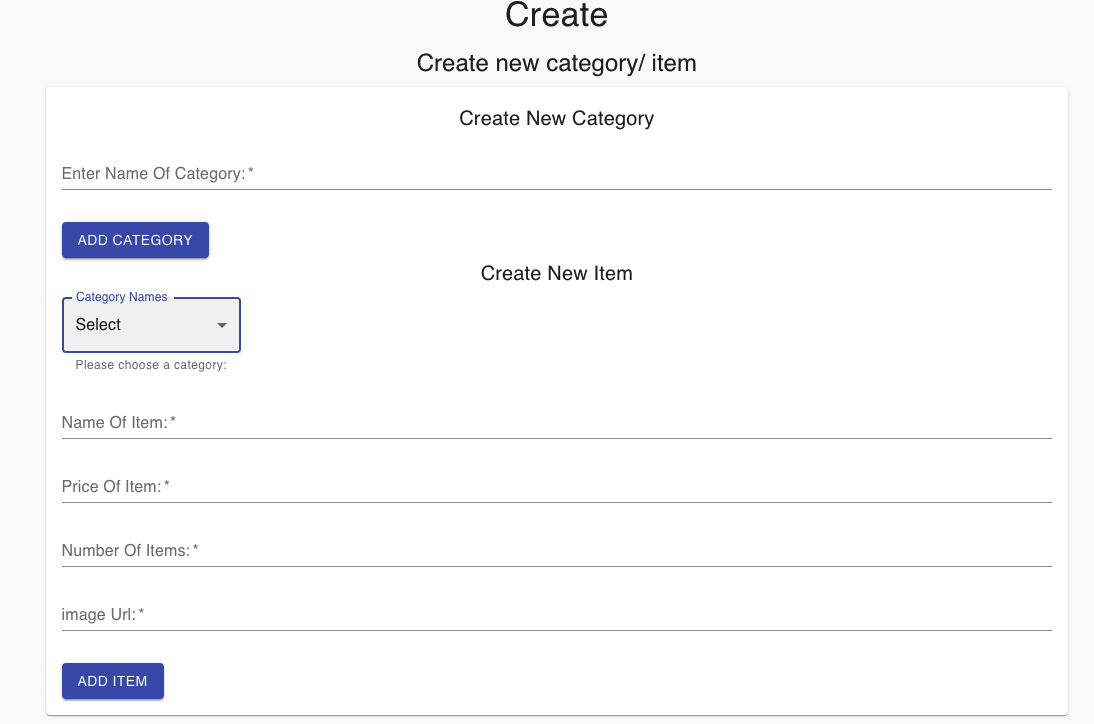 Create
Create new category/ item
Create New Category
Enter Name Of Category: *
ADD CATEGORY
Create New Item
Category Names
Select
Please choose a category:
Name Of Item: *
Price Of Item: *
Number Of Items: *
image Url: *
ADD ITEM